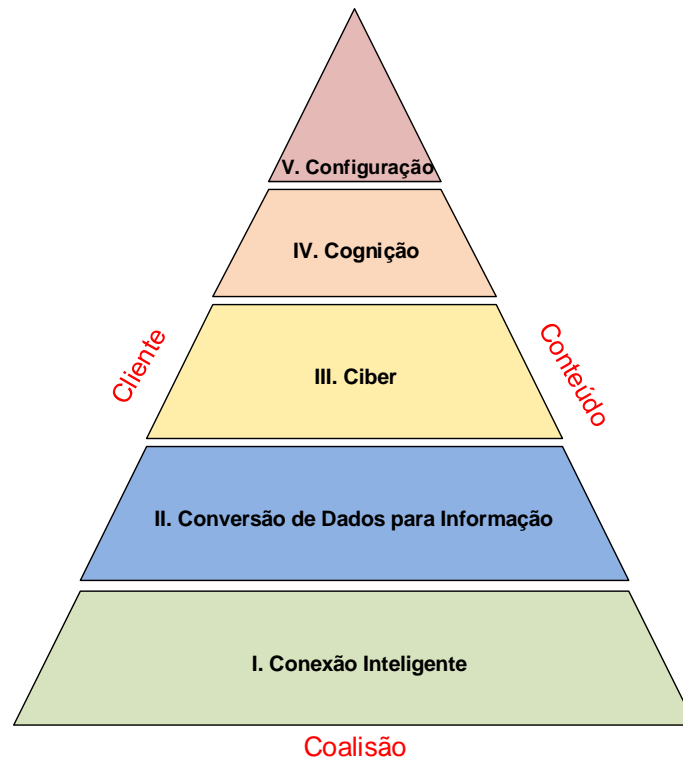 V. Configuração
IV. Cognição
Cliente
Conteúdo
III. Ciber
II. Conversão de Dados para Informação
I. Conexão Inteligente
Coalisão